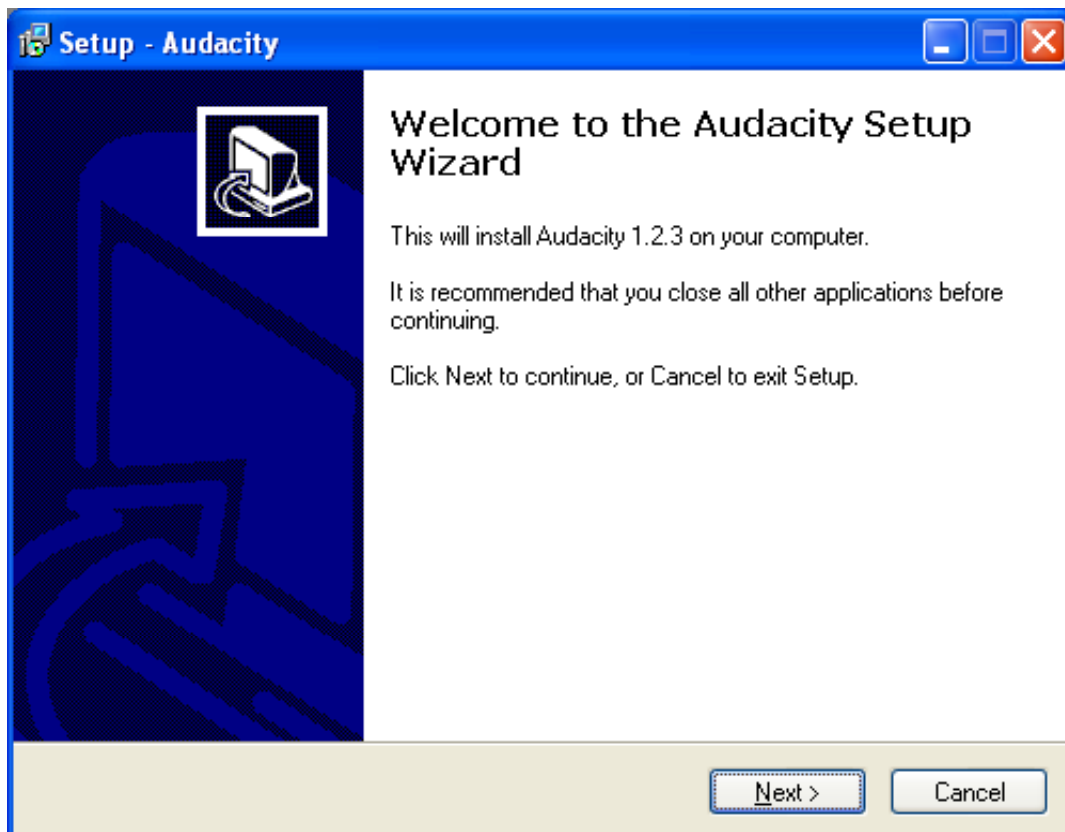 Setup - Audacity
Welcome to the Audacity Setup
Wizard
This will install Audacity 1.2.3 on your computer.
It is recommended that you close all other applications before
continuing.
Click Next to continue, or Cancel to exit Setup.
Next >
Cancel